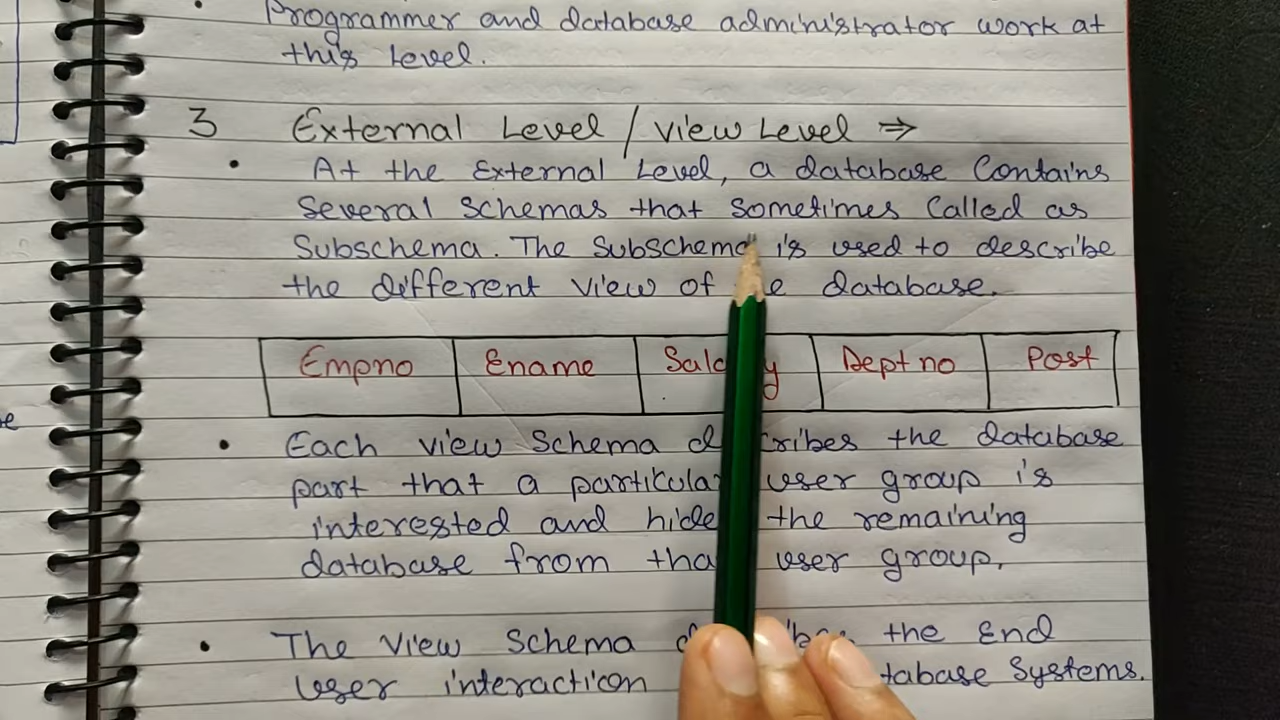 Programmer and database administrator work at
this Level.
3 External Level / View Level ⇒
• At the External Level, a database Contains
Several Schemas that sometimes Called as
Subschema. The Subschema is used to describe
the different view of database.
Empno Ename Dept no Post
• Each view Schema the database
part that a user group is
interested and the remaining
database from user group.
• The View Schema the End
User interaction Systems.